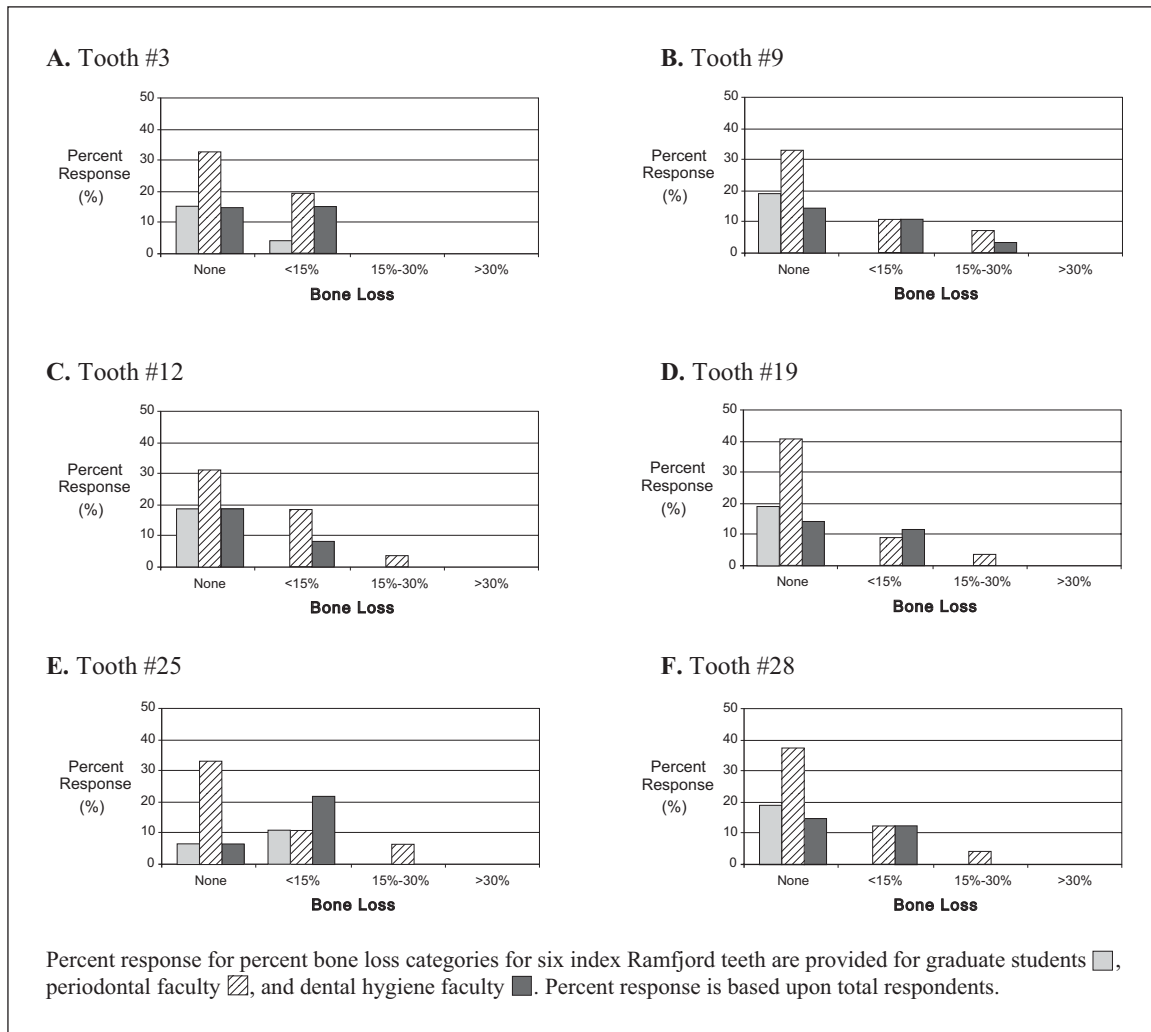 A. Tooth #3
50
40
30
20
10
0
Percent
Response
(%)
None <15% 15%-30% >30%
Bone Loss
B. Tooth #9
50
40
30
20
10
0
Percent
Response
(%)
None <15% 15%-30% >30%
Bone Loss
C. Tooth #12
50
40
30
20
10
0
Percent
Response
(%)
None <15% 15%-30% >30%
Bone Loss
D. Tooth #19
50
40
30
20
10
0
Percent
Response
(%)
None <15% 15%-30% >30%
Bone Loss
E. Tooth #25
50
40
30
20
10
0
Percent
Response
(%)
None <15% 15%-30% >30%
Bone Loss
F. Tooth #28
50
40
30
20
10
0
Percent
Response
(%)
None <15% 15%-30% >30%
Bone Loss
Percent response for percent bone loss categories for six index Ramfjord teeth are provided for graduate students ,
periodontal faculty , and dental hygiene faculty . Percent response is based upon total respondents.